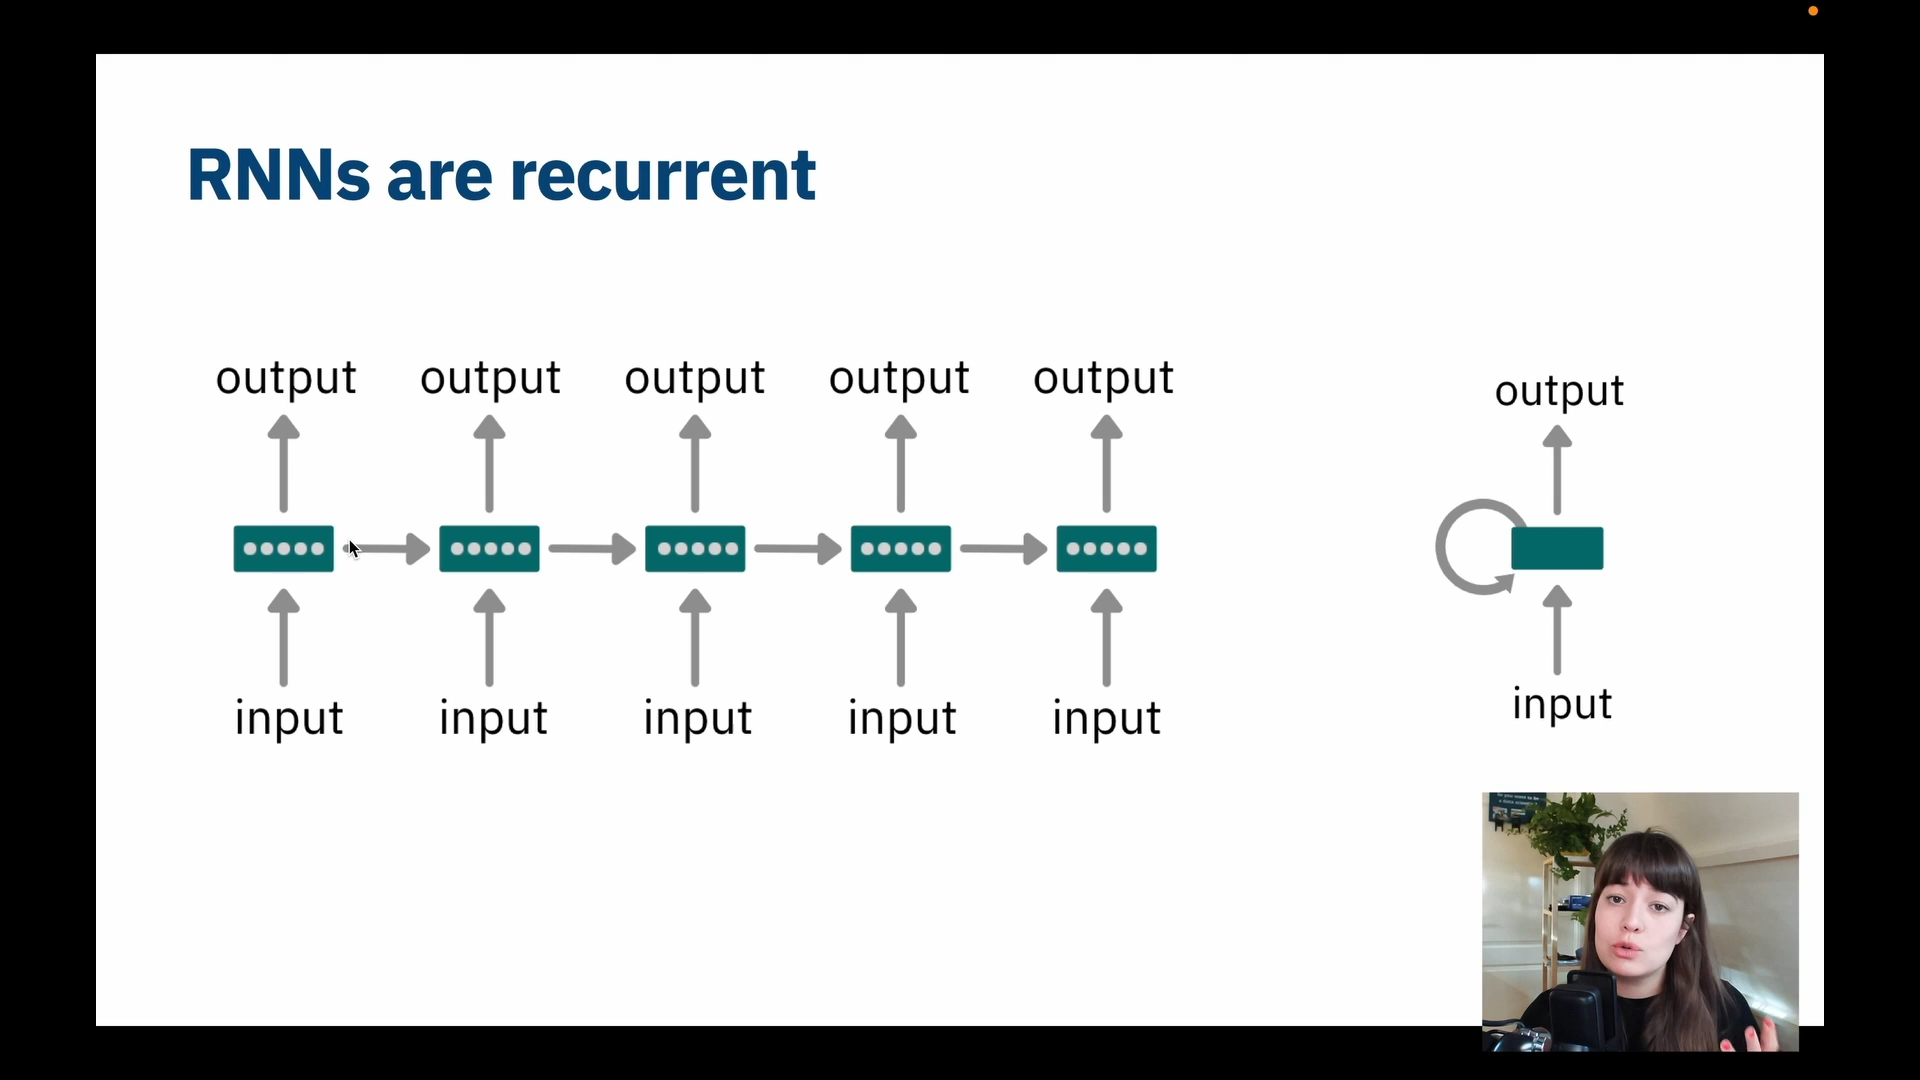 RNNs are recurrent
output output output output output
output
input input input input input
input